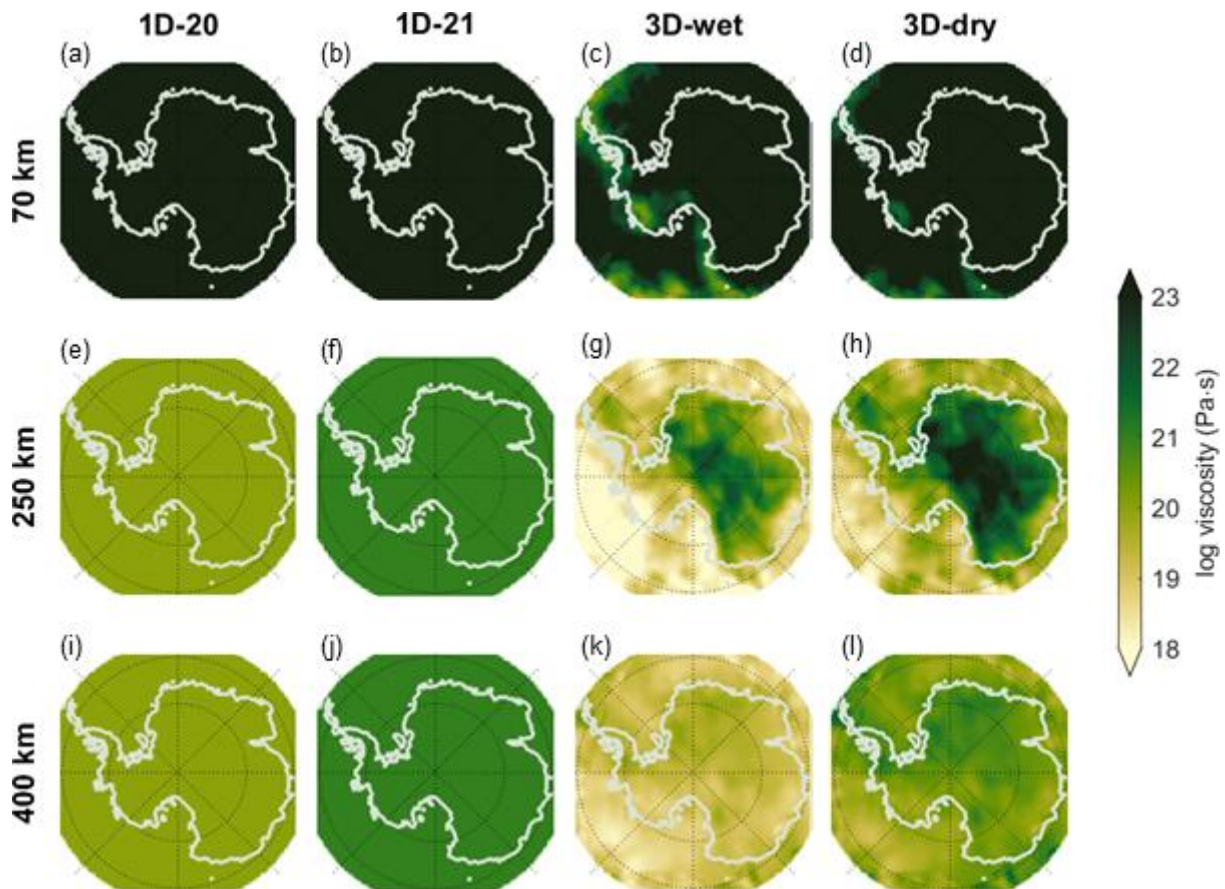 1D-20 1D-21 3D-wet 3D-dry
(a) (b) (c) (d)
70 km
(e) (f) (g) (h)
250 km
(i) (j) (k) (l)
400 km
23
22
21
20
19
18
log viscosity (Pa·s)